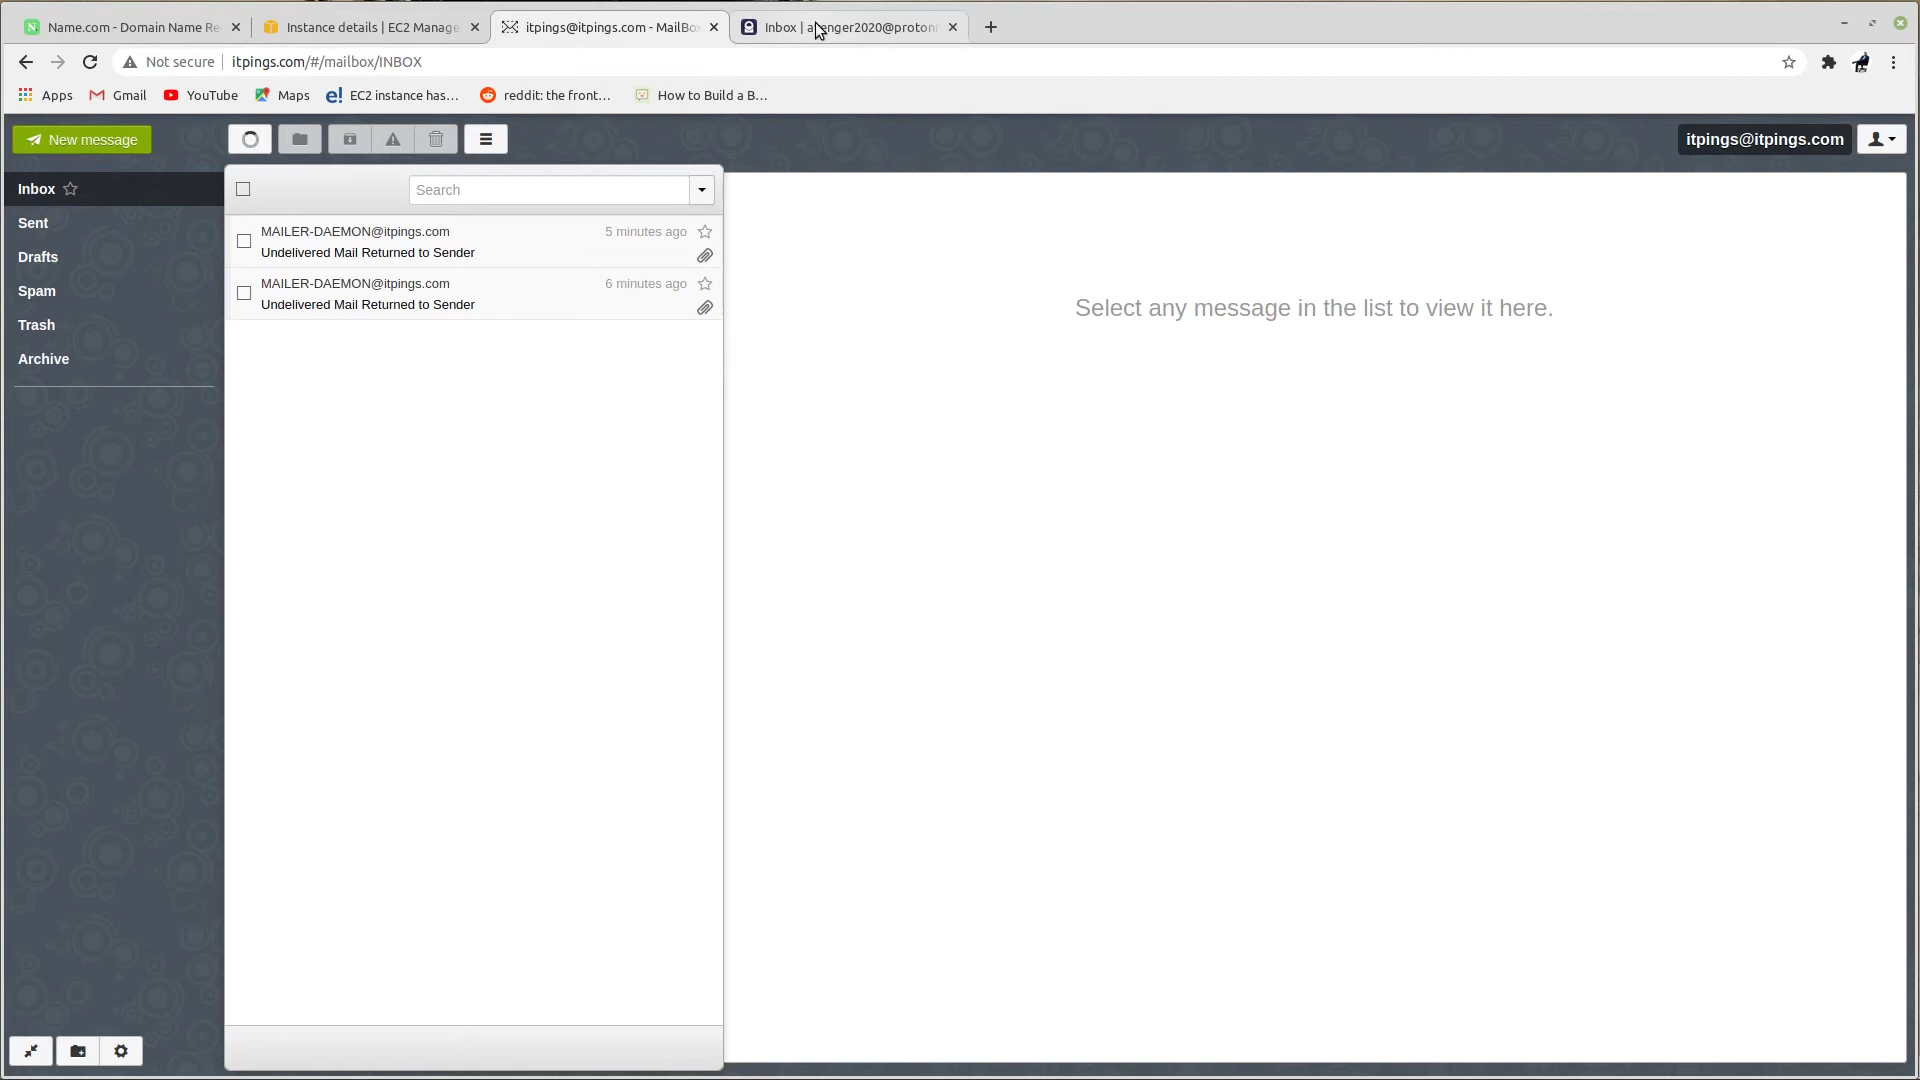 Name.com - Domain Name Re
Instance details | EC2 Manage
itpings@itpings.com - MailBo
Inbox |
Not secure
itpings.com/#/mailbox/INBOX
Apps
Gmail
YouTube
Maps
EC2 instance has...
reddit: the front...
How to Build a B...
New message
itpings@itpings.com
Inbox
Sent
Drafts
Spam
Trash
Archive
Search
MAILER-DAEMON@itpings.com
5 minutes ago
Undelivered Mail Returned to Sender
MAILER-DAEMON@itpings.com
6 minutes ago
Undelivered Mail Returned to Sender
Select any message in the list to view it here.